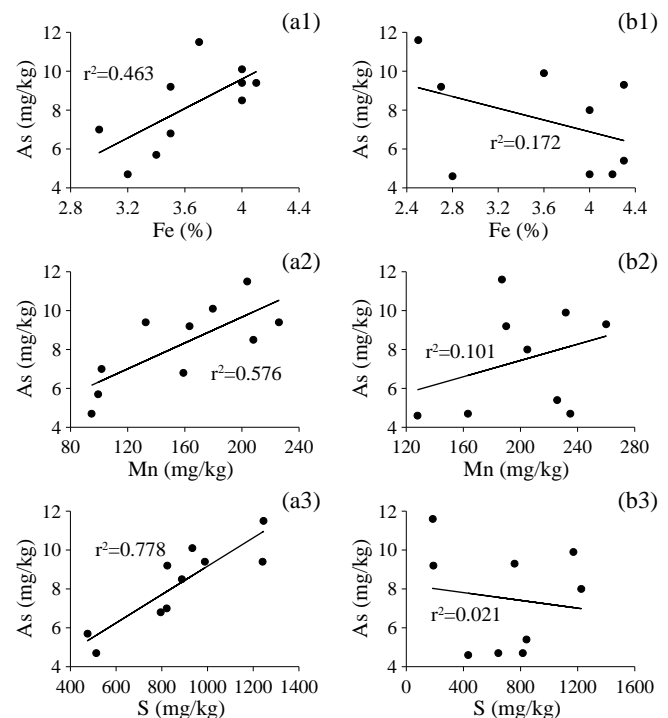 (a1)
12
10
8
6
4
As (mg/kg)
r²=0.463
2.8 3.2 3.6 4 4.4
Fe (%)
(b1)
12
10
8
6
4
As (mg/kg)
r²=0.172
2.4 2.8 3.2 3.6 4 4.4
Fe (%)
(a2)
12
10
8
6
4
As (mg/kg)
r²=0.576
80 120 160 200 240
Mn (mg/kg)
(b2)
12
10
8
6
4
As (mg/kg)
r²=0.101
120 160 200 240 280
Mn (mg/kg)
(a3)
12
10
8
6
4
As (mg/kg)
r²=0.778
400 600 800 1000 1200 1400
S (mg/kg)
(b3)
12
10
8
6
4
As (mg/kg)
r²=0.021
0 400 800 1200 1600
S (mg/kg)